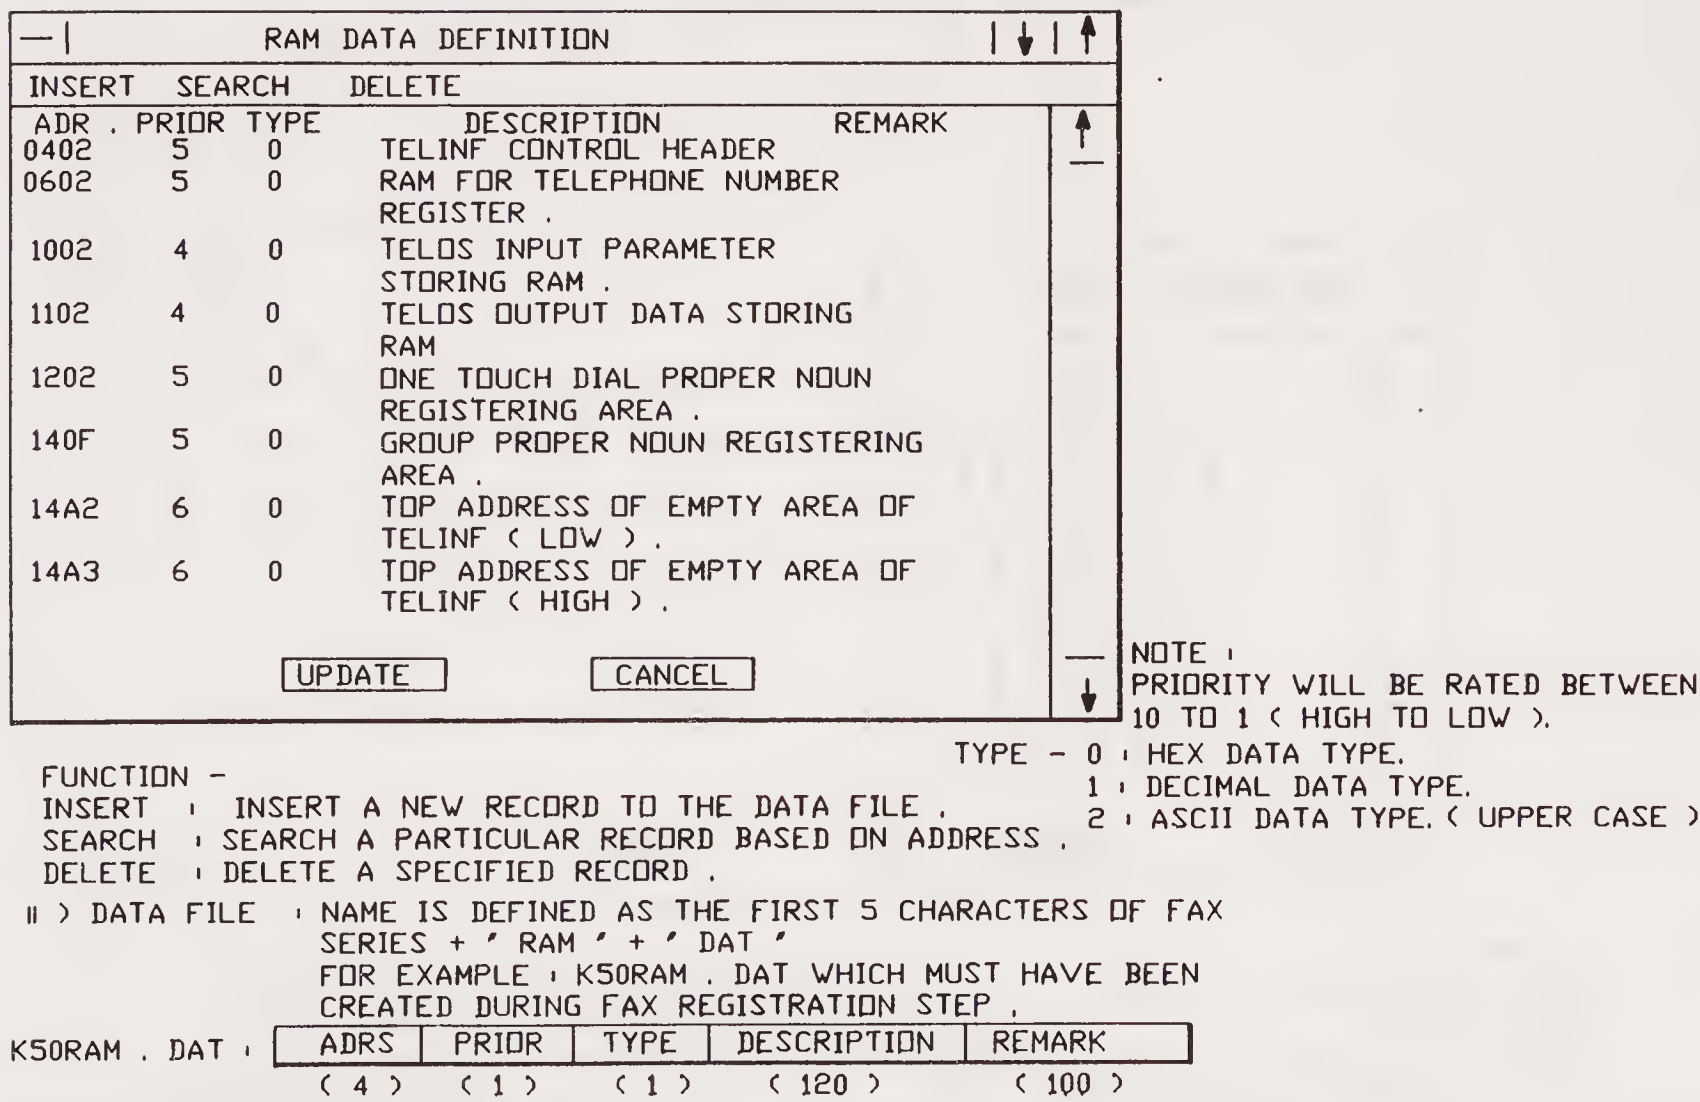 RAM DATA DEFINITION
INSERT SEARCH DELETE
ADR . PRIOR TYPE DESCRIPTION REMARK
0402 5 0 TELINF CONTROL HEADER
0602 5 0 RAM FOR TELEPHONE NUMBER
REGISTER .
1002 4 0 TELOS INPUT PARAMETER
STORING RAM .
1102 4 0 TELOS OUTPUT DATA STORING
RAM
1202 5 0 ONE TOUCH DIAL PROPER NOUN
REGISTERING AREA .
140F 5 0 GROUP PROPER NOUN REGISTERING
AREA .
14A2 6 0 TOP ADDRESS OF EMPTY AREA OF
TELINF ( LOW ) .
14A3 6 0 TOP ADDRESS OF EMPTY AREA OF
TELINF ( HIGH ) .
UPDATE CANCEL
NOTE :
PRIORITY WILL BE RATED BETWEEN
10 TO 1 ( HIGH TO LOW ).
TYPE - 0 : HEX DATA TYPE.
1 : DECIMAL DATA TYPE.
2 : ASCII DATA TYPE. ( UPPER CASE )
FUNCTION -
INSERT : INSERT A NEW RECORD TO THE DATA FILE .
SEARCH : SEARCH A PARTICULAR RECORD BASED ON ADDRESS .
DELETE : DELETE A SPECIFIED RECORD .
II ) DATA FILE : NAME IS DEFINED AS THE FIRST 5 CHARACTERS OF FAX
SERIES + " RAM " + " DAT "
FOR EXAMPLE : K50RAM . DAT WHICH MUST HAVE BEEN
CREATED DURING FAX REGISTRATION STEP .
K50RAM . DAT : ADRS PRIOR TYPE DESCRIPTION REMARK
( 4 ) ( 1 ) ( 1 ) ( 120 ) ( 100 )